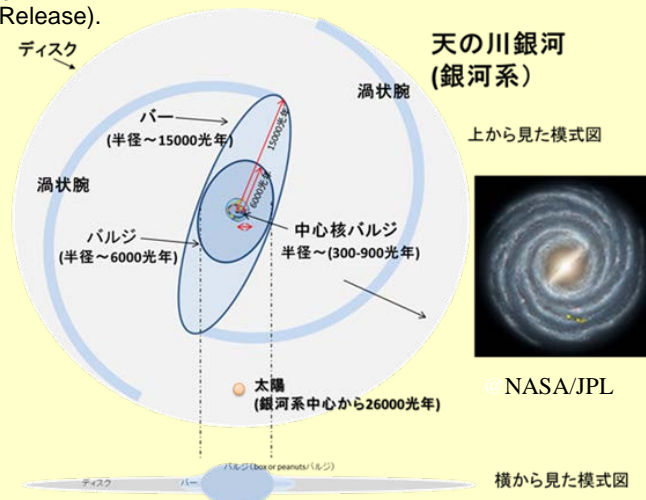 Release).
ディスク
天の川銀河
(銀河系）
渦状腕
バー
(半径～15000光年)
15000光年
上から見た模式図
6000光年
渦状腕
バルジ
(半径～6000光年)
中心核バルジ
半径～(300-900光年)
@NASA/JPL
太陽
(銀河系中心から26000光年)
バルジ(box or peanutsバルジ)
ディスク
バー
横から見た模式図